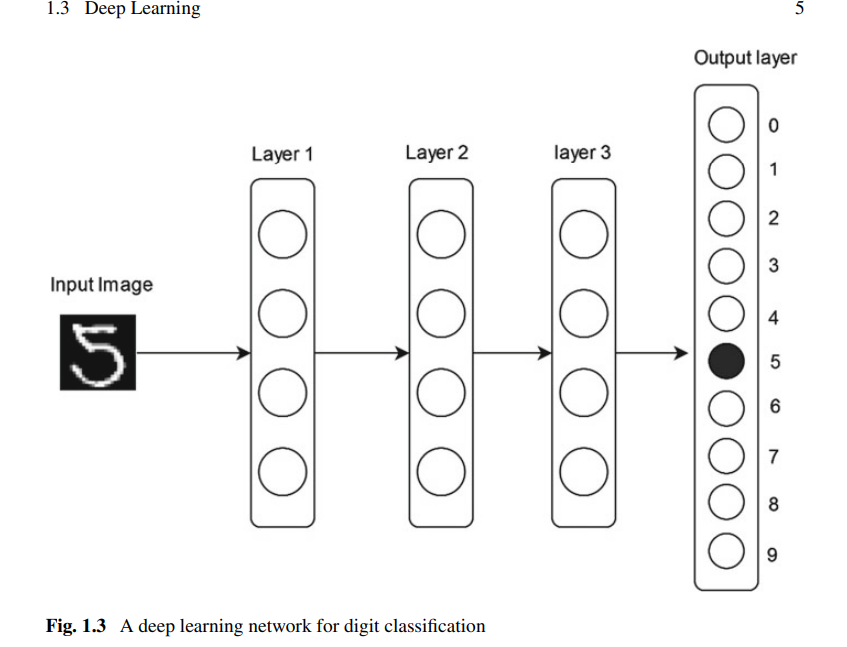 1.3 Deep Learning 5
Output layer
Layer 1 Layer 2 layer 3
Input Image
5
0
1
2
3
4
5
6
7
8
9
Fig. 1.3 A deep learning network for digit classification